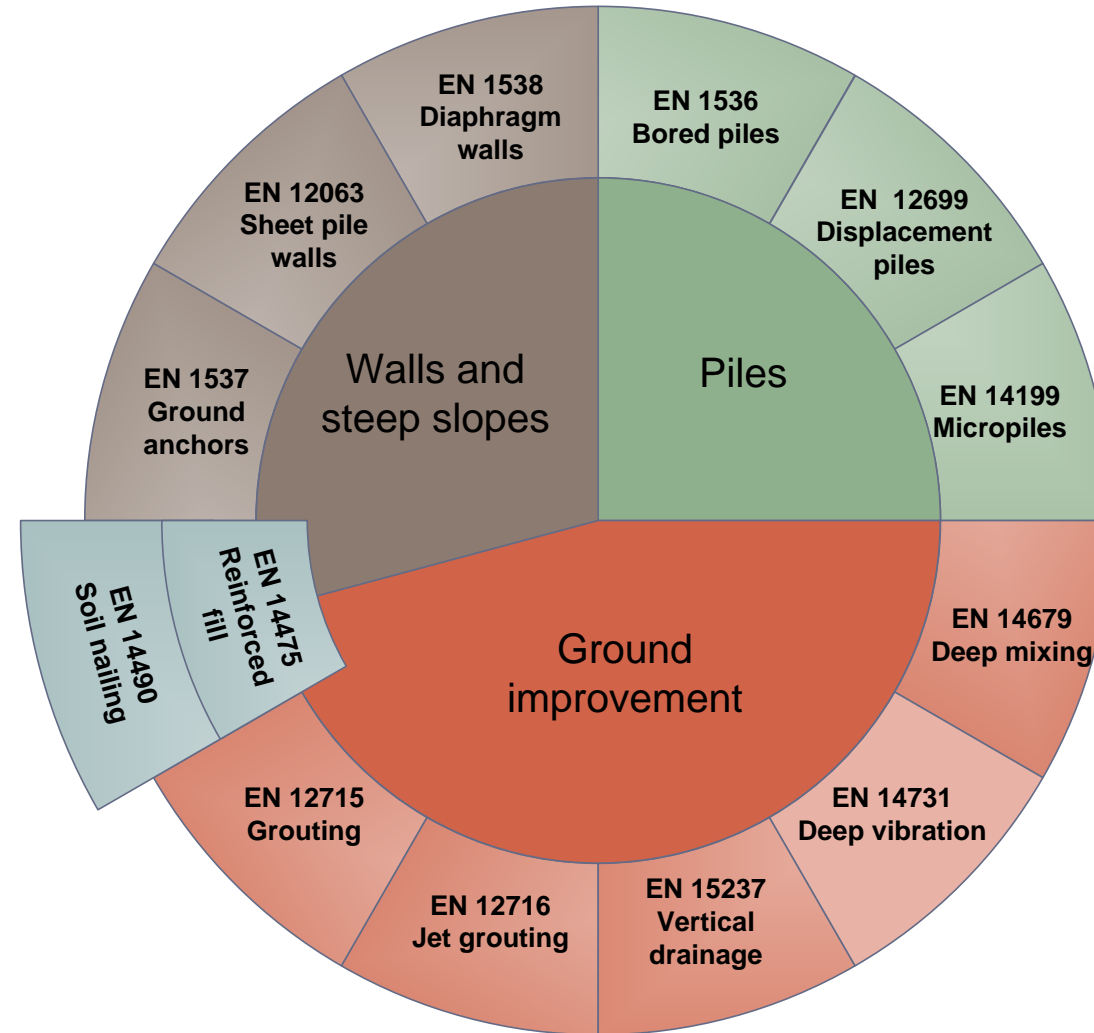 EN 1538
Diaphragm
walls
EN 1536
Bored piles
EN 12063
Sheet pile
walls
EN  12699
Displacement
piles
EN 1537
Ground
anchors
Walls and
steep slopes
Piles
EN 14199
Micropiles
EN 14490
Soil nailing
EN 14475
Reinforced
fill
Ground
improvement
EN 14679
Deep mixing
EN 12715
Grouting
EN 14731
Deep vibration
EN 12716
Jet grouting
EN 15237
Vertical
drainage